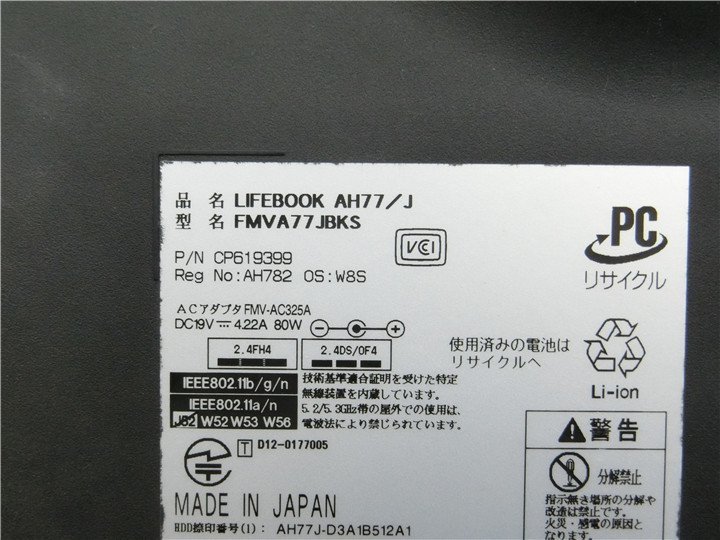 品 名 LIFEBOOK AH77/J
型 名 FMVA77JBKS
VCCI
P/N CP619399
Reg No:AH782 OS:W8S
PC
リサイクル
ACアダプタ FMV-AC325A
DC19V 4.22A 80W
2.4FH4
2.4DS/OF4
使用済みの電池は
リサイクルへ
Li-ion
IEEE802.11b/g/n
IEEE802.11a/n
J52 W52 W53 W56
技術基準適合証明を受けた特定
無線装置を内蔵しています。
5.2/5.3GHz帯の屋外での使用は、
電波法により禁じられています。
T D12-0177005
MADE IN JAPAN
HDD捺印番号(1): AH77J-D3A1B512A1
警告
分解禁止
指示無き場所の分解や
改造は禁止です。
火災・感電の原因と
なります。